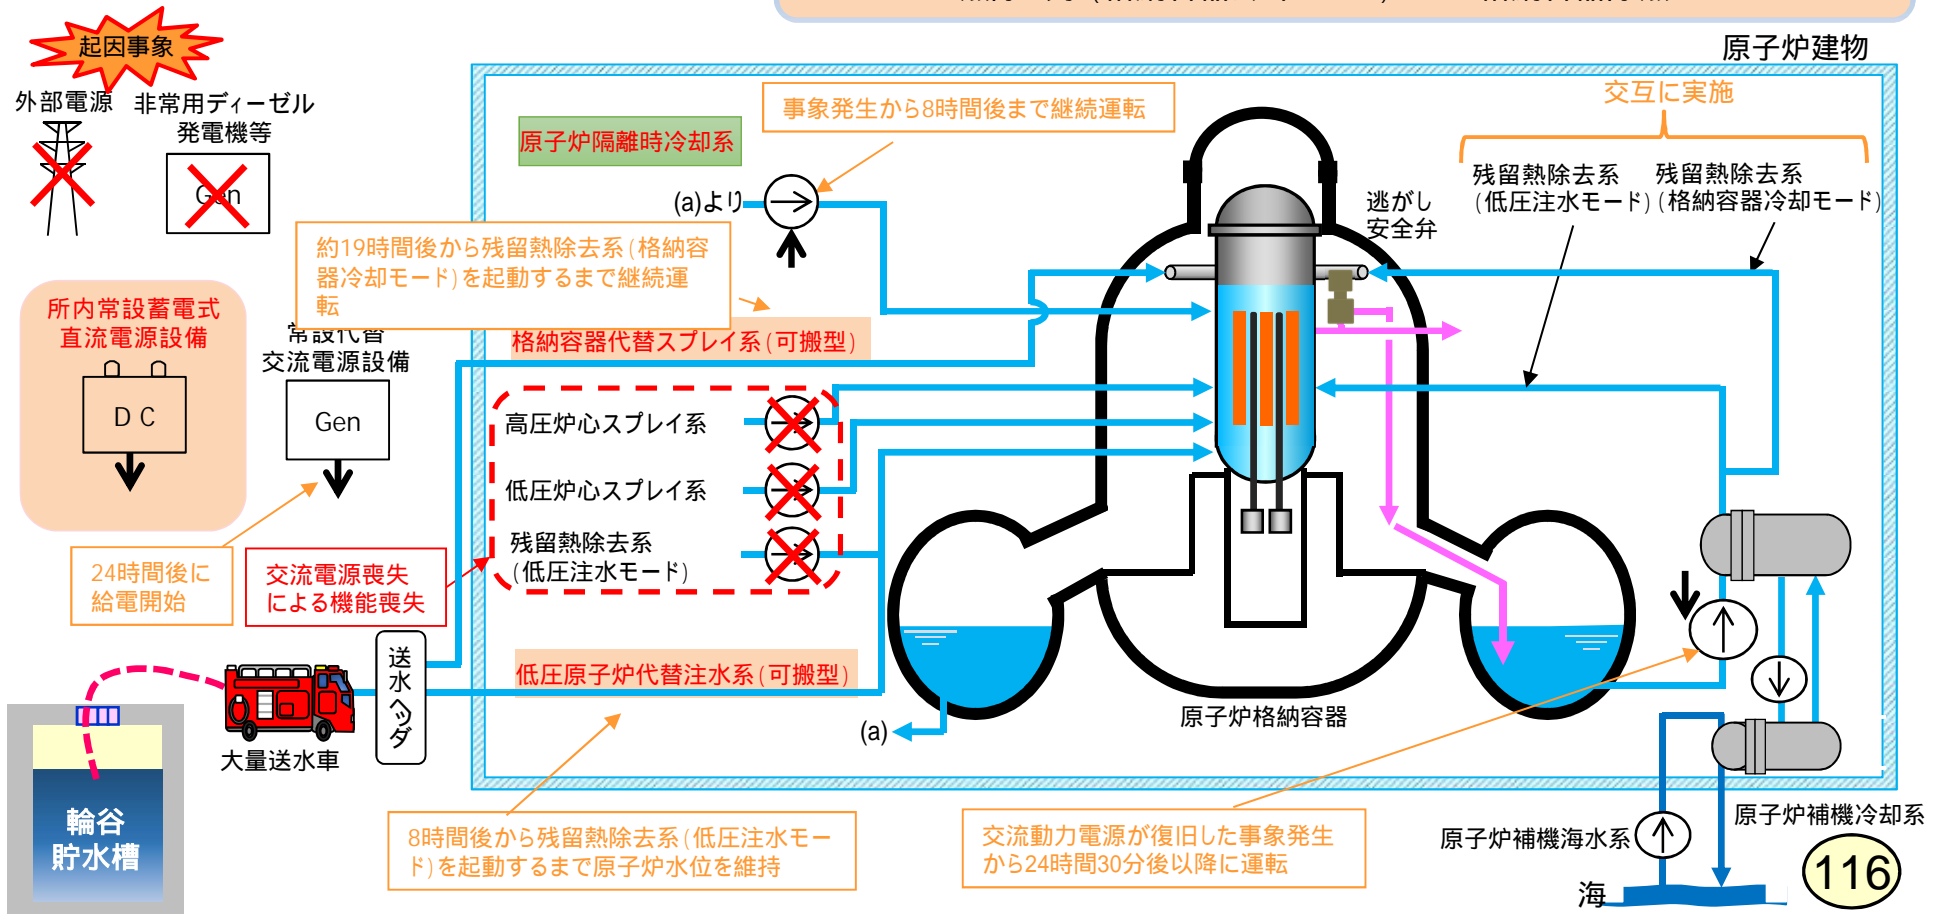 原子炉建物
起因事象
外部電源
非常用ディーゼル
発電機等
Gen
原子炉隔離時冷却系
事象発生から8時間後まで継続運転
交互に実施
残留熱除去系
(低圧注水モード)
残留熱除去系
(格納容器冷却モード)
逃がし
安全弁
(a)より
約19時間後から残留熱除去系(格納容
器冷却モード)を起動するまで継続運
転
所内常設蓄電式
直流電源設備
D C
常設代替
交流電源設備
Gen
格納容器代替スプレイ系(可搬型)
高圧炉心スプレイ系
低圧炉心スプレイ系
残留熱除去系
(低圧注水モード)
24時間後に
給電開始
交流電源喪失
による機能喪失
送水ヘッダ
低圧原子炉代替注水系(可搬型)
大量送水車
(a)
原子炉格納容器
輪谷
貯水槽
8時間後から残留熱除去系(低圧注水モー
ド)を起動するまで原子炉水位を維持
交流動力電源が復旧した事象発生
から24時間30分後以降に運転
原子炉補機冷却系
原子炉補機海水系
海
116